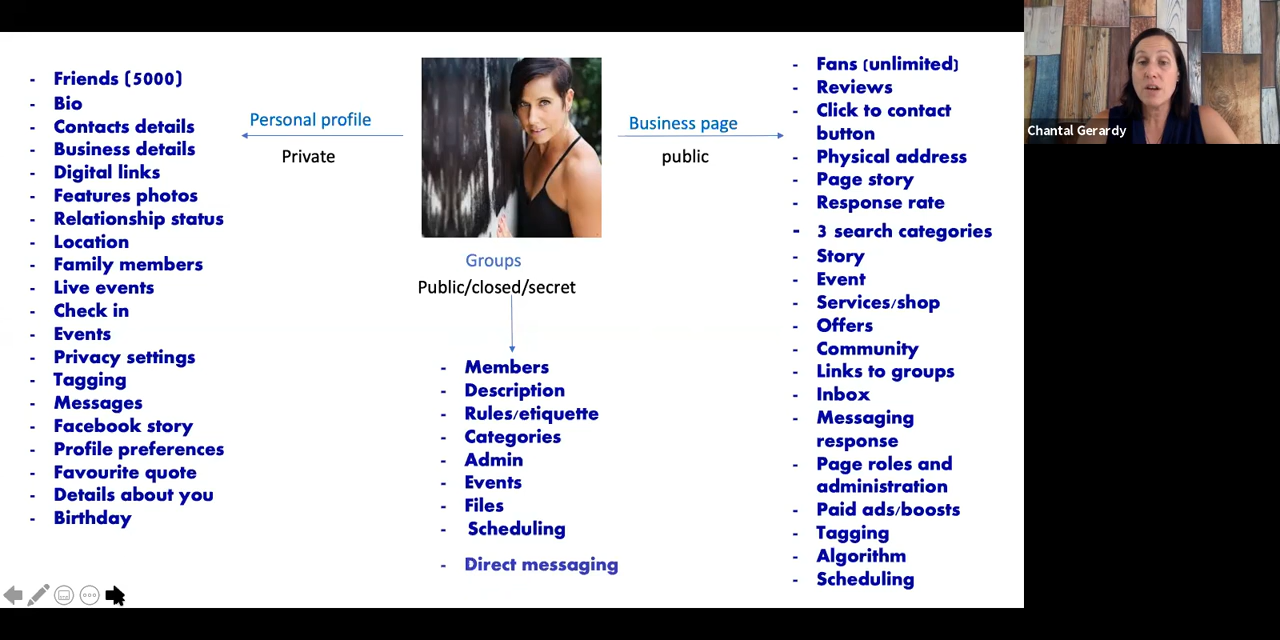 - Friends (5000)
- Bio
- Contacts details
- Business details
- Digital links
- Features photos
- Relationship status
- Location
- Family members
- Live events
- Check in
- Events
- Privacy settings
- Tagging
- Messages
- Facebook story
- Profile preferences
- Favourite quote
- Details about you
- Birthday
Personal profile
Private
Groups
Public/closed/secret
- Members
- Description
- Rules/etiquette
- Categories
- Admin
- Events
- Files
- Scheduling
- Direct messaging
Business page
public
- Fans (unlimited)
- Reviews
- Click to contact
button
- Physical address
- Page story
- Response rate
- 3 search categories
- Story
- Event
- Services/shop
- Offers
- Community
- Links to groups
- Inbox
- Messaging
response
- Page roles and
administration
- Paid ads/boosts
- Tagging
- Algorithm
- Scheduling
Chantal Gerardy